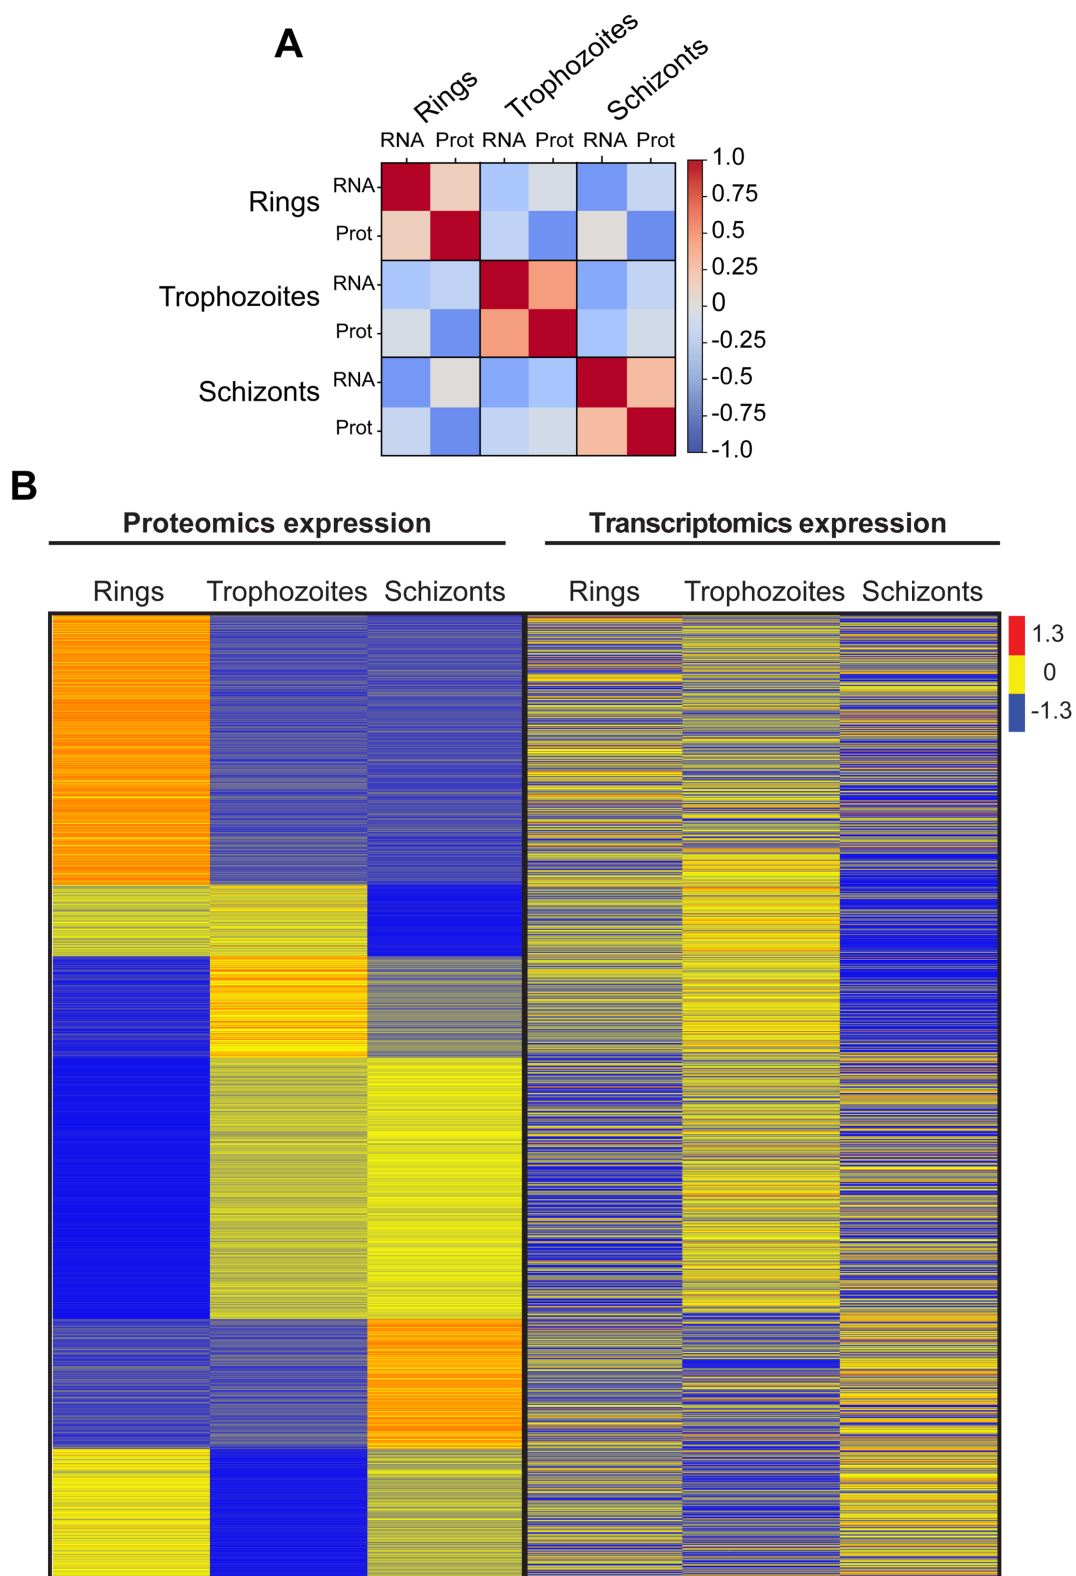 A
Rings Trophozoites Schizonts
RNA Prot RNA Prot RNA Prot
Rings
RNA
Prot
Trophozoites
RNA
Prot
Schizonts
RNA
Prot
1.0
0.75
0.5
0.25
0
-0.25
-0.5
-0.75
-1.0
B
Proteomics expression Transcriptomics expression
Rings Trophozoites Schizonts Rings Trophozoites Schizonts
1.3
0
-1.3